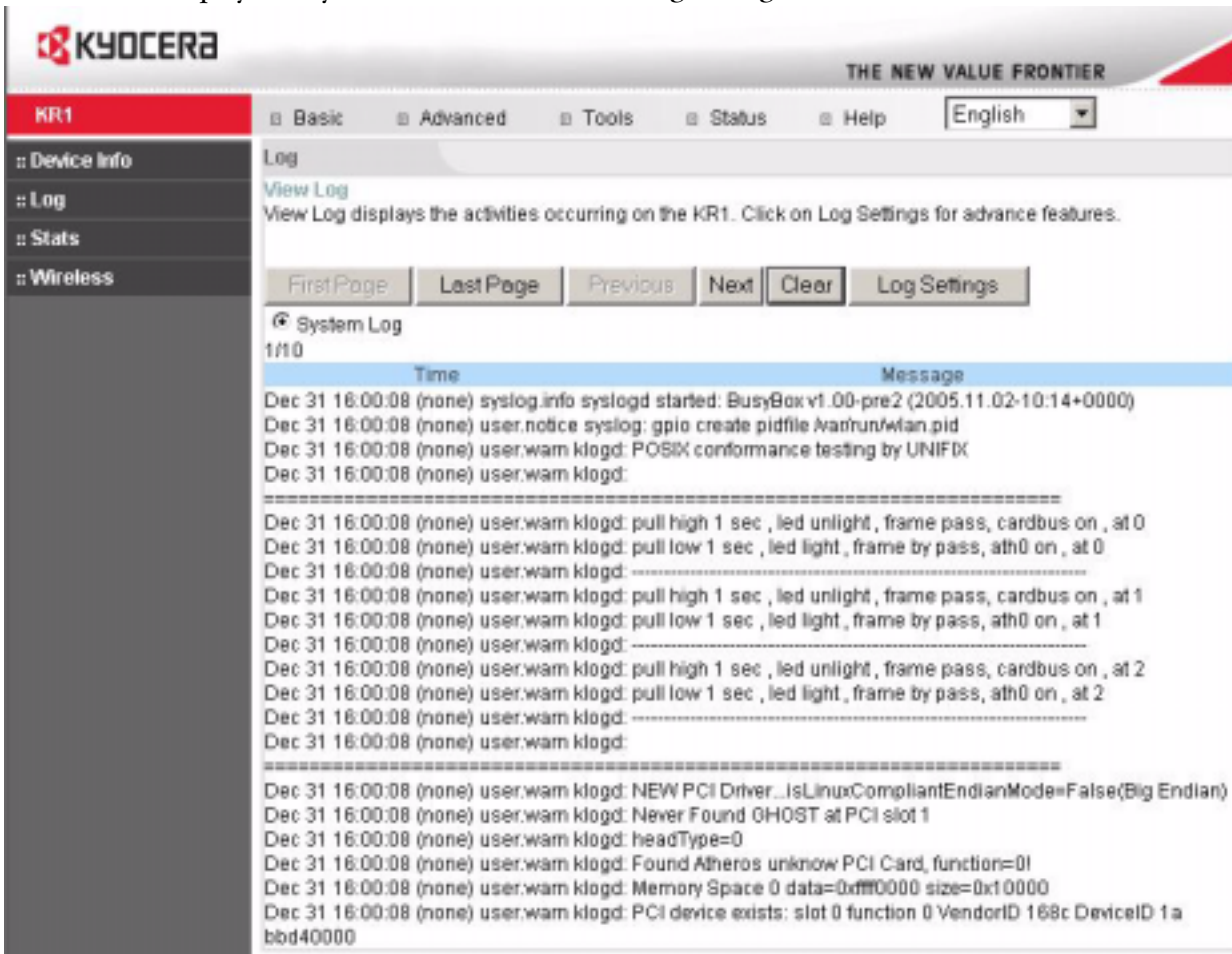 KYOCERA
THE NEW VALUE FRONTIER
KR1
Basic Advanced Tools Status Help English
:: Device Info
:: Log
:: Stats
:: Wireless
Log
View Log
View Log displays the activities occurring on the KR1. Click on Log Settings for advance features.
First Page Last Page Previous Next Clear Log Settings
System Log
1/10
Time Message
Dec 31 16:00:08 (none) syslog.info syslogd started: BusyBox v1.00-pre2 (2005.11.02-10:14+0000)
Dec 31 16:00:08 (none) user.notice syslog: gpio create pidfile /var/run/wlan.pid
Dec 31 16:00:08 (none) user.warn klogd: POSIX conformance testing by UNIFIX
Dec 31 16:00:08 (none) user.warn klogd:
=======================================================================
Dec 31 16:00:08 (none) user.warn klogd: pull high 1 sec , led unlight , frame pass, cardbus on , at 0
Dec 31 16:00:08 (none) user.warn klogd: pull low 1 sec , led light , frame by pass, ath0 on , at 0
Dec 31 16:00:08 (none) user.warn klogd: ----------------------------------------------------------------------
Dec 31 16:00:08 (none) user.warn klogd: pull high 1 sec , led unlight , frame pass, cardbus on , at 1
Dec 31 16:00:08 (none) user.warn klogd: pull low 1 sec , led light , frame by pass, ath0 on , at 1
Dec 31 16:00:08 (none) user.warn klogd: ----------------------------------------------------------------------
Dec 31 16:00:08 (none) user.warn klogd: pull high 1 sec , led unlight , frame pass, cardbus on , at 2
Dec 31 16:00:08 (none) user.warn klogd: pull low 1 sec , led light , frame by pass, ath0 on , at 2
Dec 31 16:00:08 (none) user.warn klogd: ----------------------------------------------------------------------
Dec 31 16:00:08 (none) user.warn klogd:
=======================================================================
Dec 31 16:00:08 (none) user.warn klogd: NEW PCI Driver...isLinuxCompliantEndianMode=False(Big Endian)
Dec 31 16:00:08 (none) user.warn klogd: Never Found GHOST at PCI slot 1
Dec 31 16:00:08 (none) user.warn klogd: headType=0
Dec 31 16:00:08 (none) user.warn klogd: Found Atheros unknow PCI Card, function=0!
Dec 31 16:00:08 (none) user.warn klogd: Memory Space 0 data=0xffff0000 size=0x10000
Dec 31 16:00:08 (none) user.warn klogd: PCI device exists: slot 0 function 0 VendorID 168c DeviceID 1a
bbd40000